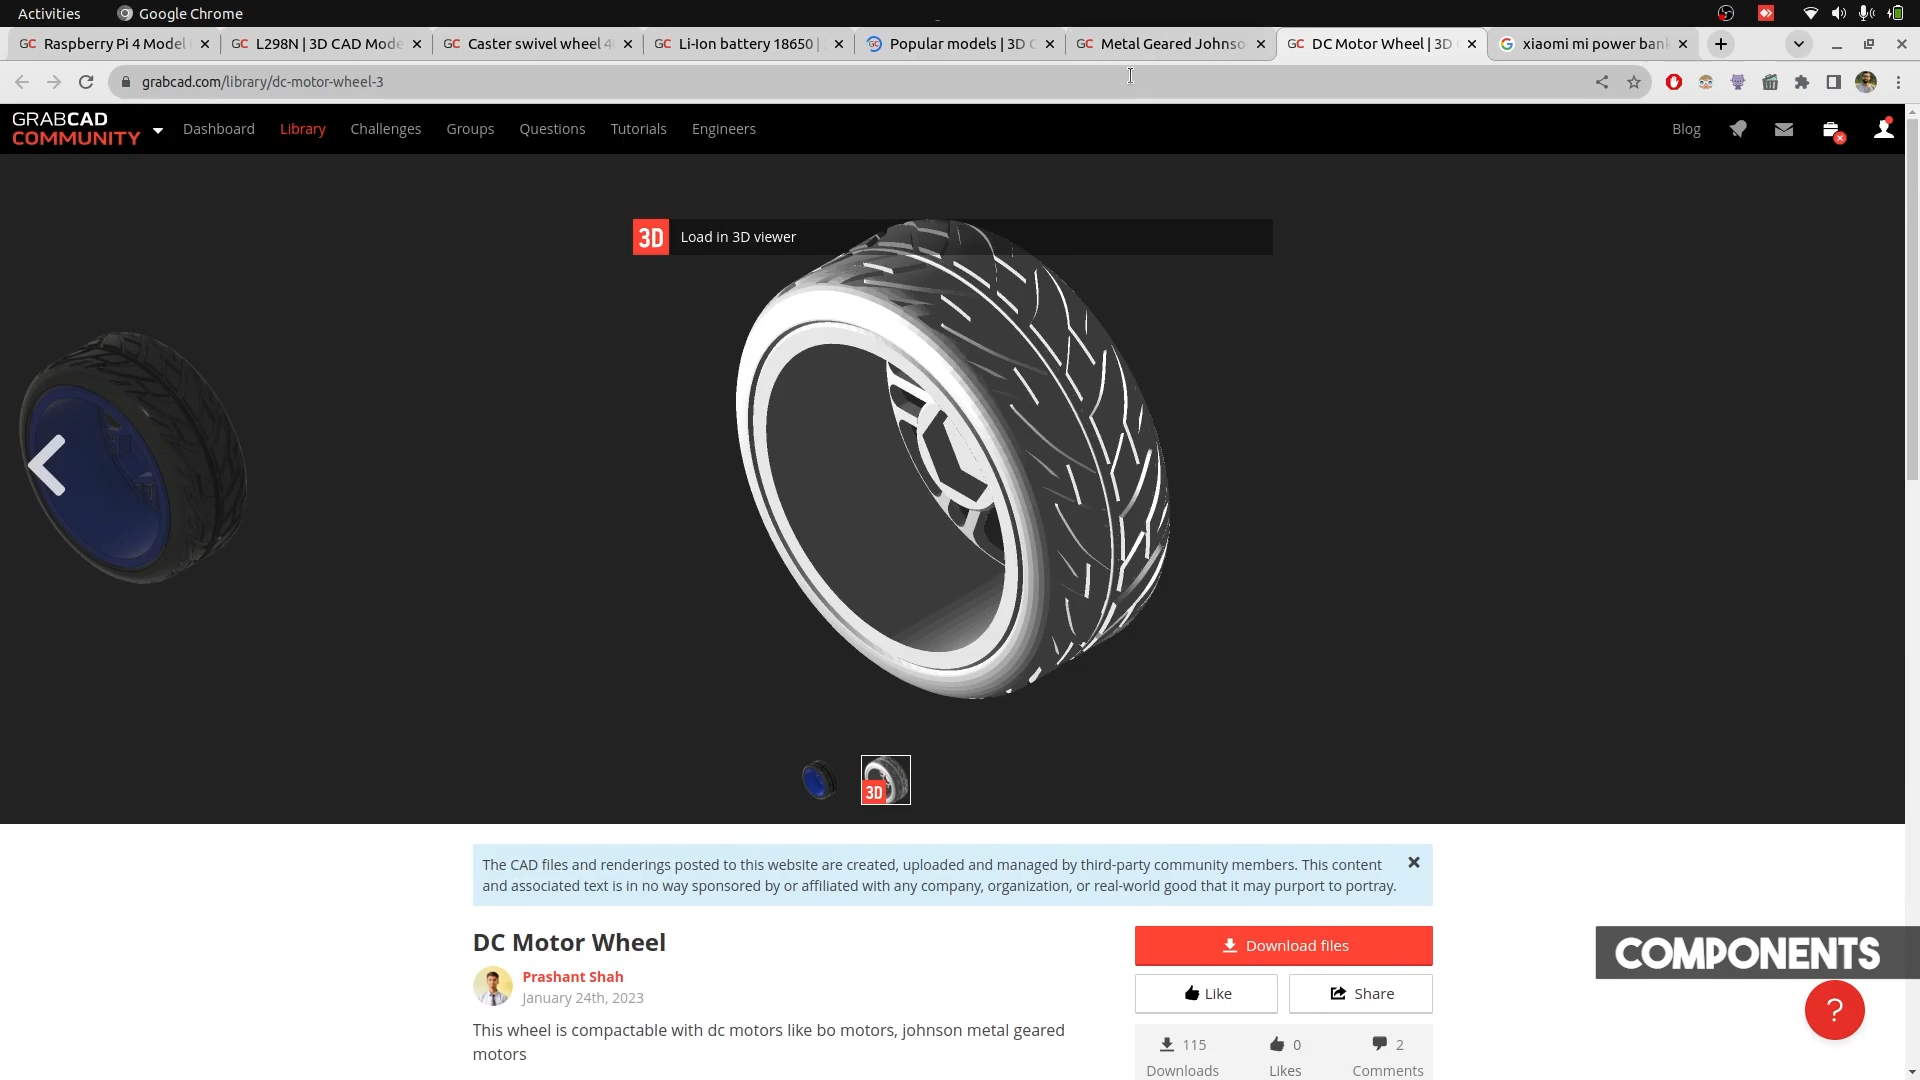 Activities
Google Chrome
GC Raspberry Pi 4 Model
GC L298N | 3D CAD Mode
GC Caster swivel wheel 4
GC Li-Ion battery 18650 |
Popular models | 3D C
GC Metal Geared Johnso
GC DC Motor Wheel | 3D
xiaomi mi power ban
grabcad.com/library/dc-motor-wheel-3
GRABCAD
COMMUNITY
Dashboard
Library
Challenges
Groups
Questions
Tutorials
Engineers
Blog
3D Load in 3D viewer
3D
The CAD files and renderings posted to this website are created, uploaded and managed by third-party community members. This content
and associated text is in no way sponsored by or affiliated with any company, organization, or real-world good that it may purport to portray.
DC Motor Wheel
Prashant Shah
January 24th, 2023
This wheel is compactable with dc motors like bo motors, johnson metal geared
motors
Download files
Like
Share
115
0
2
Downloads
Likes
Comments
COMPONENTS
?